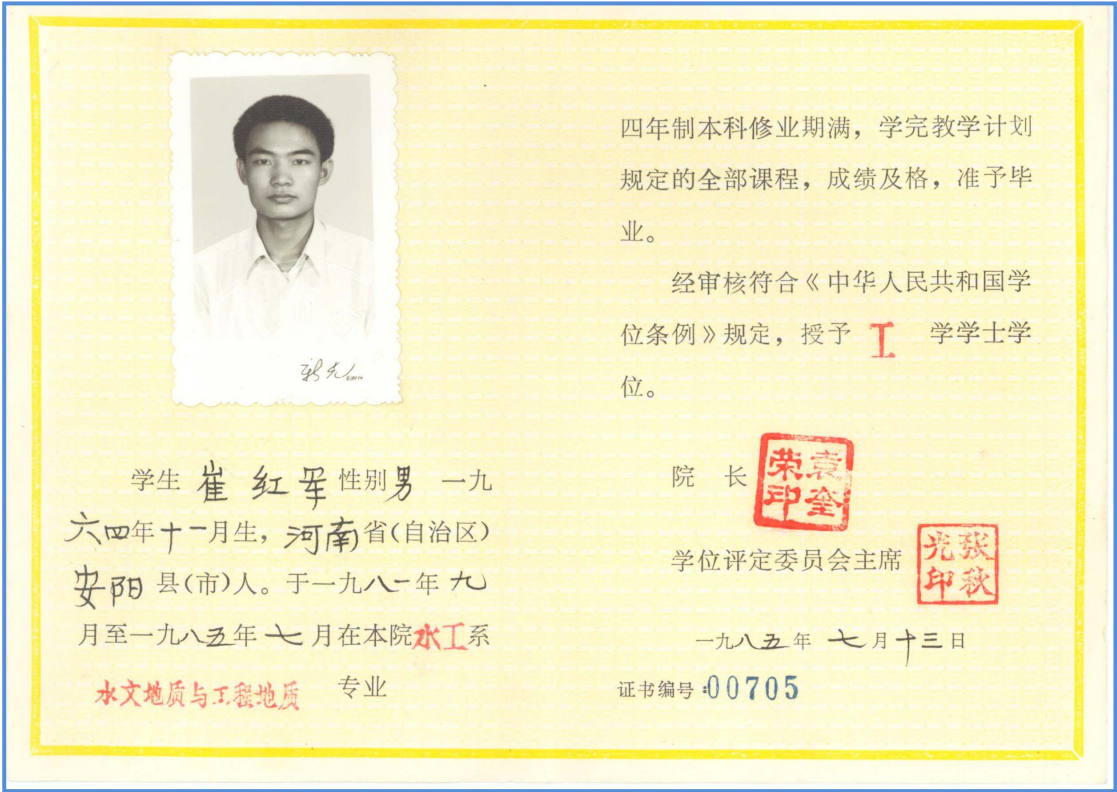 学生 崔红军 性别 男 一九
六四年十一月生，河南省(自治区)
安阳县(市)人。于一九八一年九
月至一九八五年七月在本院水工系
水文地质与工程地质 专业
四年制本科修业期满，学完教学计划
规定的全部课程，成绩及格，准予毕
业。
经审核符合《中华人民共和国学
位条例》规定，授予 工 学学士学
位。
院 长
袁奎荣印
学位评定委员会主席
张秋光印
一九八五年七月十三日
证书编号:00705